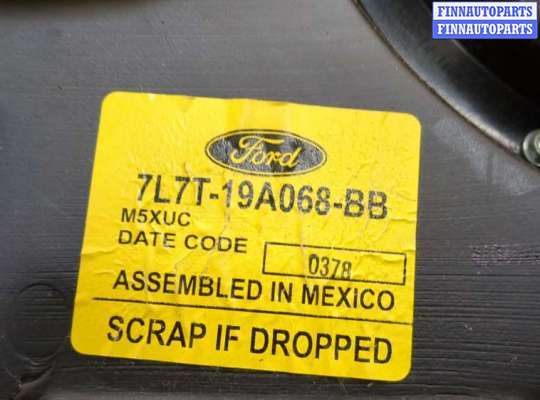 FINNAUTOPARTS
FINNAUTOPARTS
Ford
7L7T-19A068-BB
M5XUC
DATE CODE 0378
ASSEMBLED IN MEXICO
SCRAP IF DROPPED